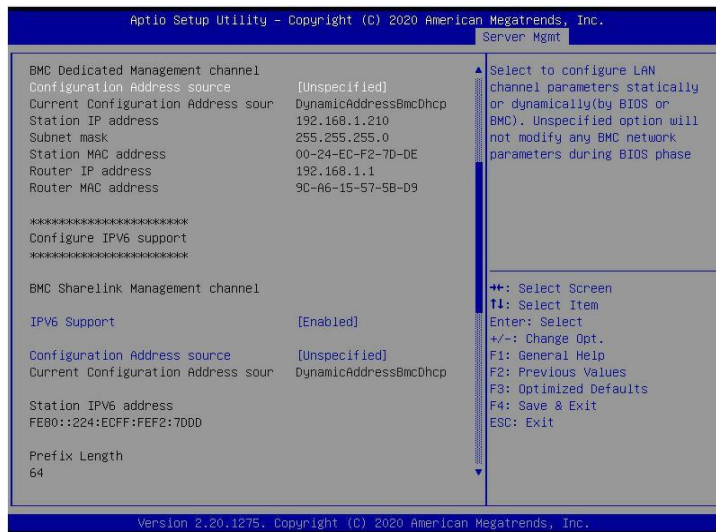 Aptio Setup Utility – Copyright (C) 2020 American Megatrends, Inc.
Server Mgmt
BMC Dedicated Management channel
Configuration Address source [Unspecified]
Current Configuration Address sour DynamicAddressBmcDhcp
Station IP address 192.168.1.210
Subnet mask 255.255.255.0
Station MAC address 00-24-EC-F2-7D-DE
Router IP address 192.168.1.1
Router MAC address 9C-A6-15-57-5B-D9
**********************
Configure IPV6 support
**********************
BMC Sharelink Management channel
IPV6 Support [Enabled]
Configuration Address source [Unspecified]
Current Configuration Address sour DynamicAddressBmcDhcp
Station IPV6 address
FE80::224:ECFF:FEF2:7DDD
Prefix Length
64
Select to configure LAN
channel parameters statically
or dynamically(by BIOS or
BMC). Unspecified option will
not modify any BMC network
parameters during BIOS phase
→←: Select Screen
↑↓: Select Item
Enter: Select
+/-: Change Opt.
F1: General Help
F2: Previous Values
F3: Optimized Defaults
F4: Save & Exit
ESC: Exit
Version 2.20.1275. Copyright (C) 2020 American Megatrends, Inc.